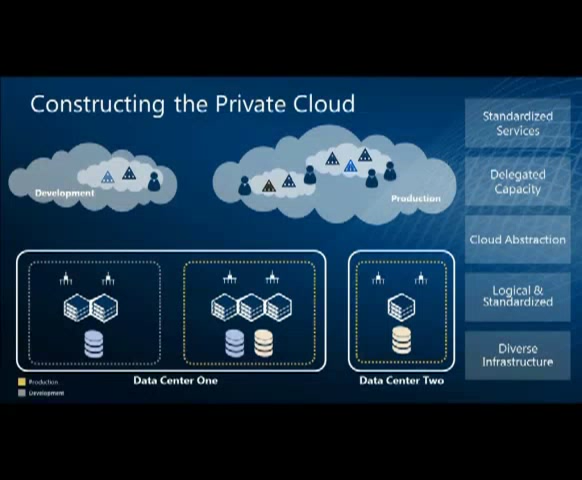 Constructing the Private Cloud
Standardized
Services
Development
Production
Delegated
Capacity
Cloud Abstraction
Logical &
Standardized
Diverse
Infrastructure
Data Center One
Data Center Two
Production
Development